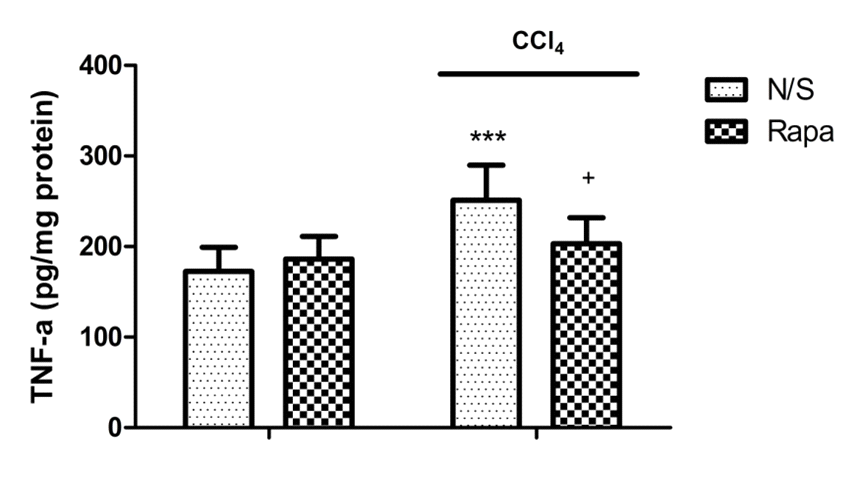 CCl₄
400
300
200
100
0
TNF-a (pg/mg protein)
***
+
N/S
Rapa